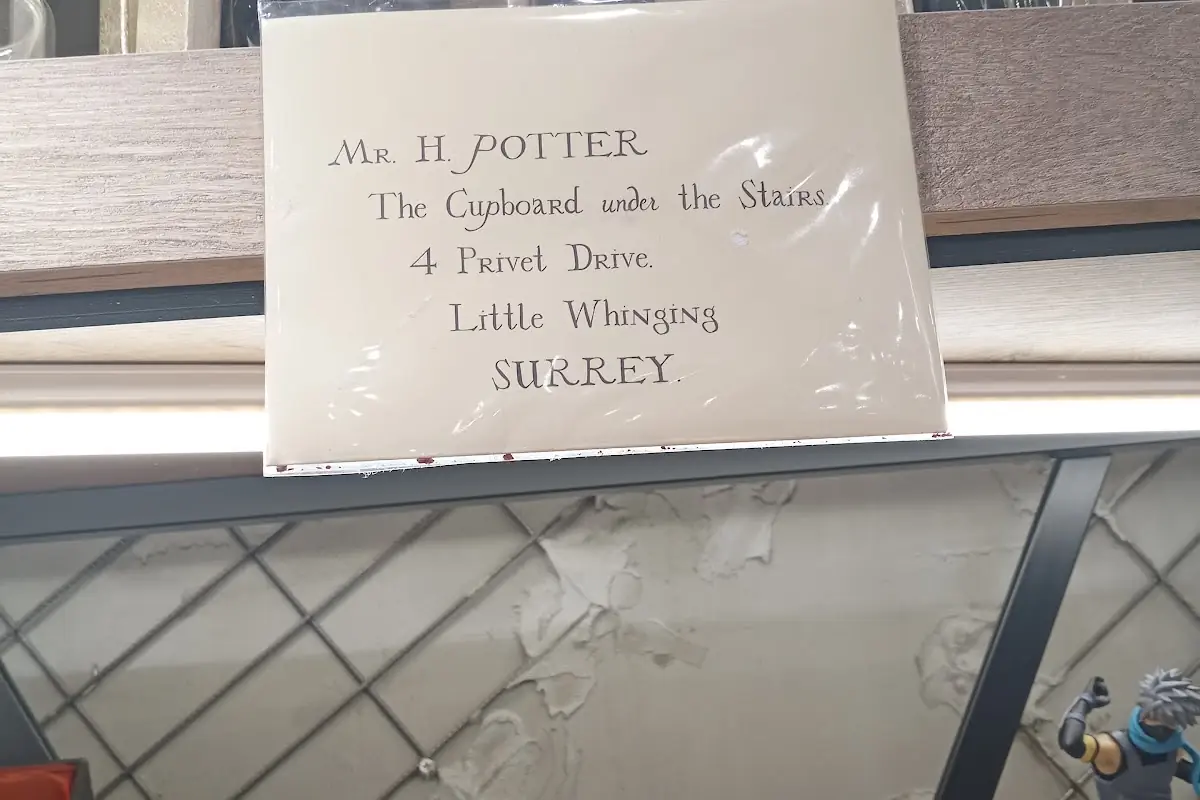 Mr. H. POTTER
The Cupboard under the Stairs.
4 Privet Drive.
Little Whinging
SURREY.